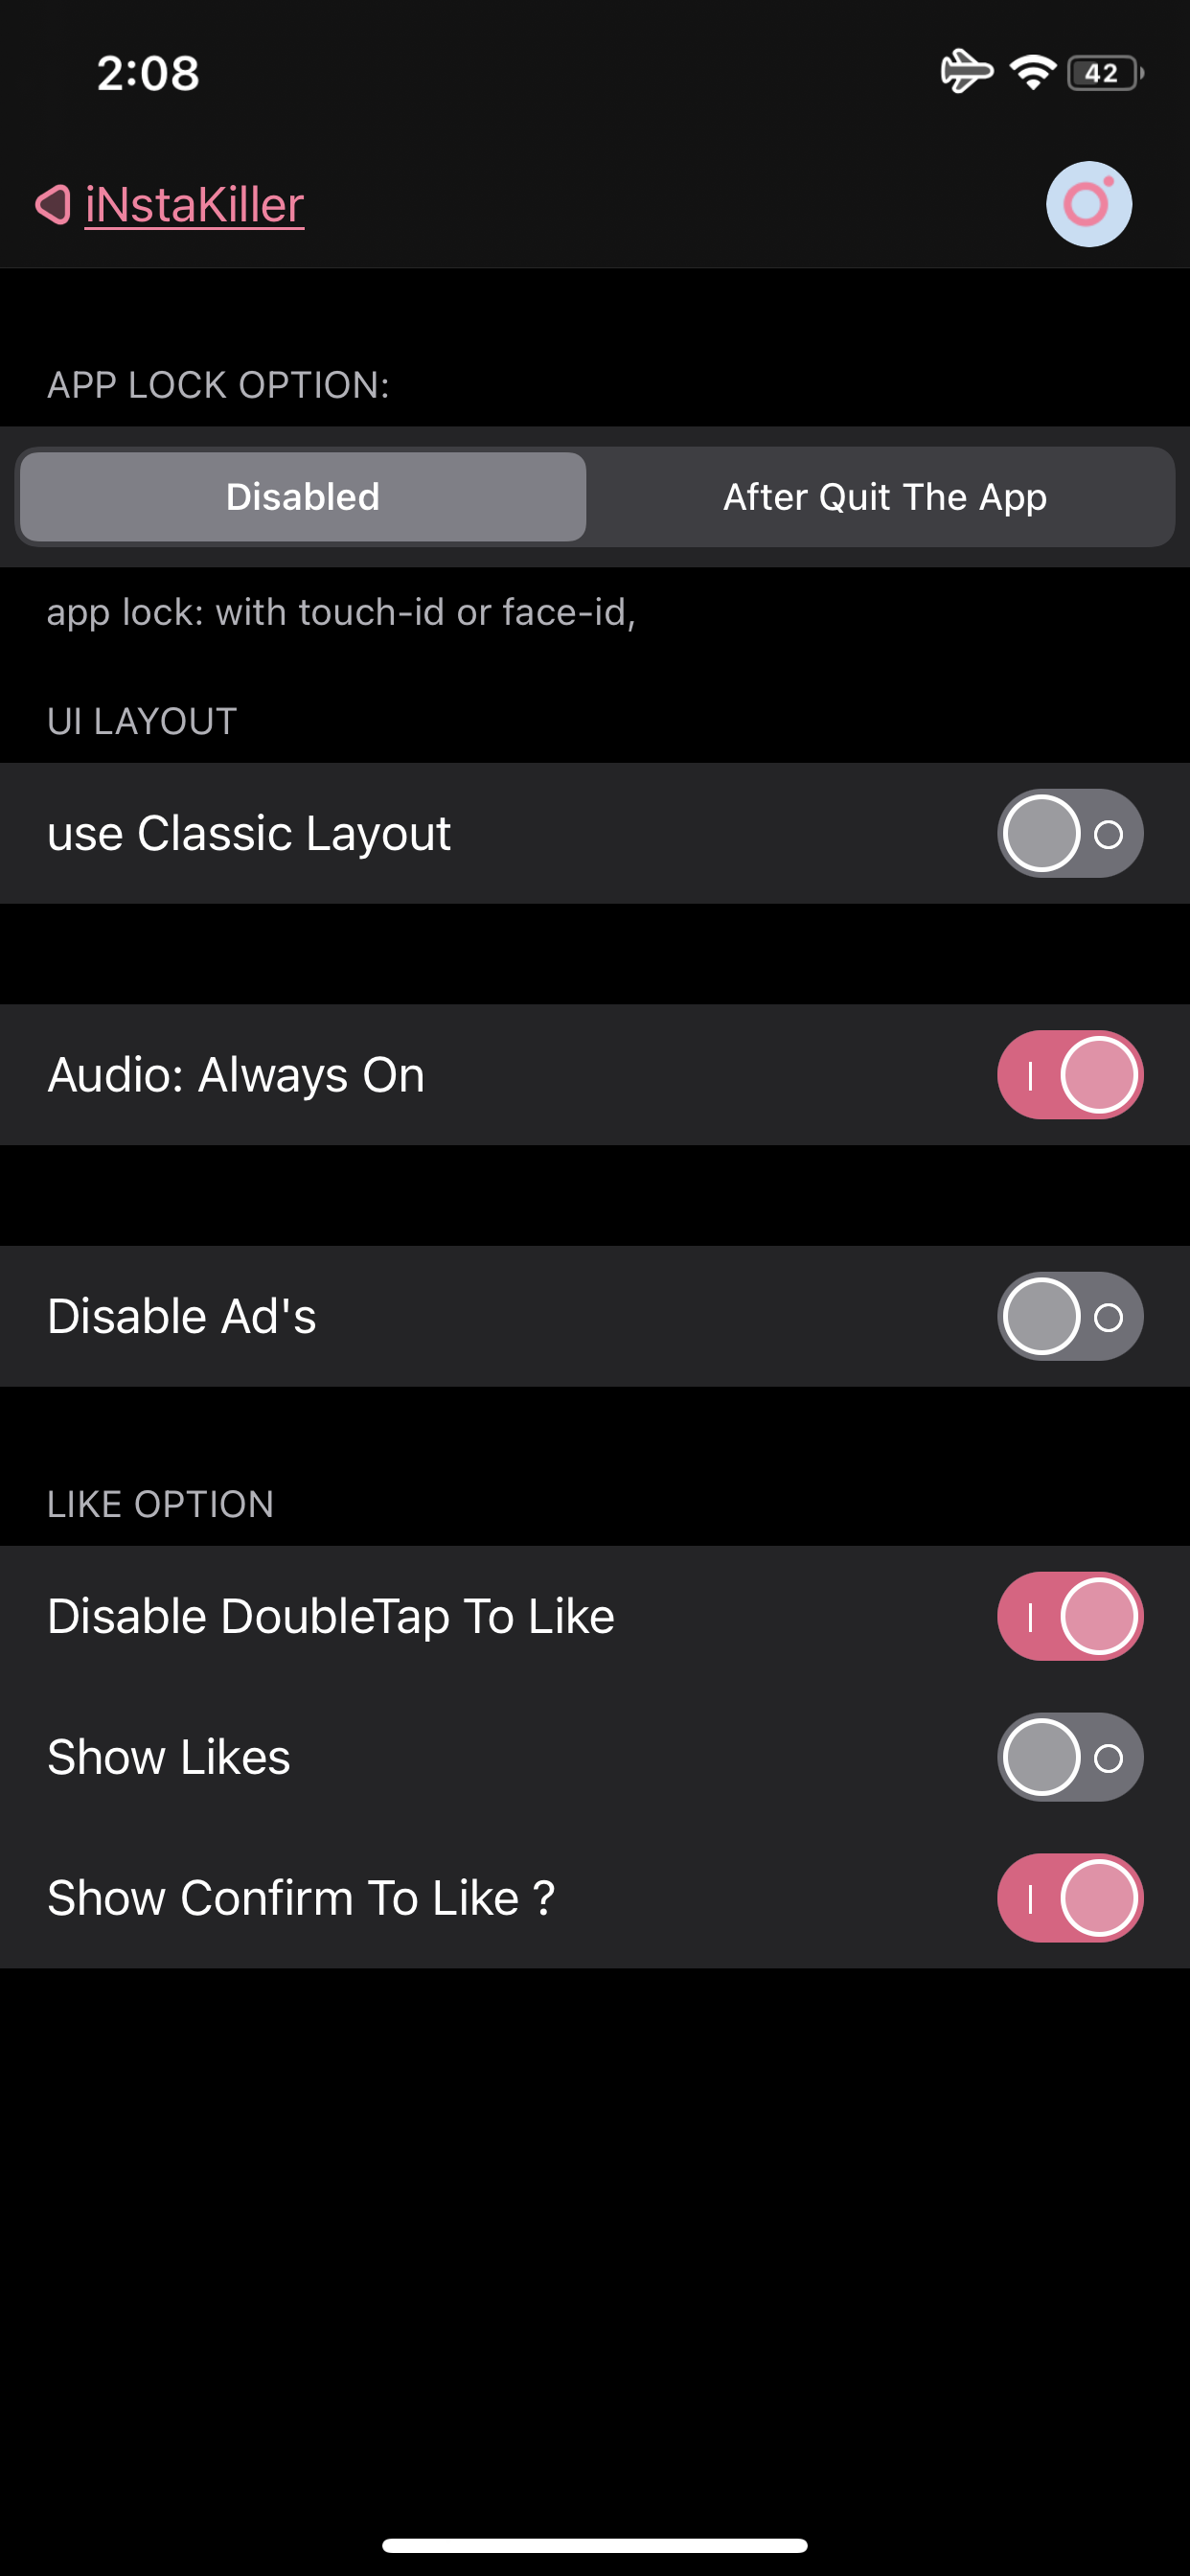 2:08
42
iNstaKiller
APP LOCK OPTION:
Disabled
After Quit The App
app lock: with touch-id or face-id,
UI LAYOUT
use Classic Layout
Audio: Always On
Disable Ad's
LIKE OPTION
Disable DoubleTap To Like
Show Likes
Show Confirm To Like ?